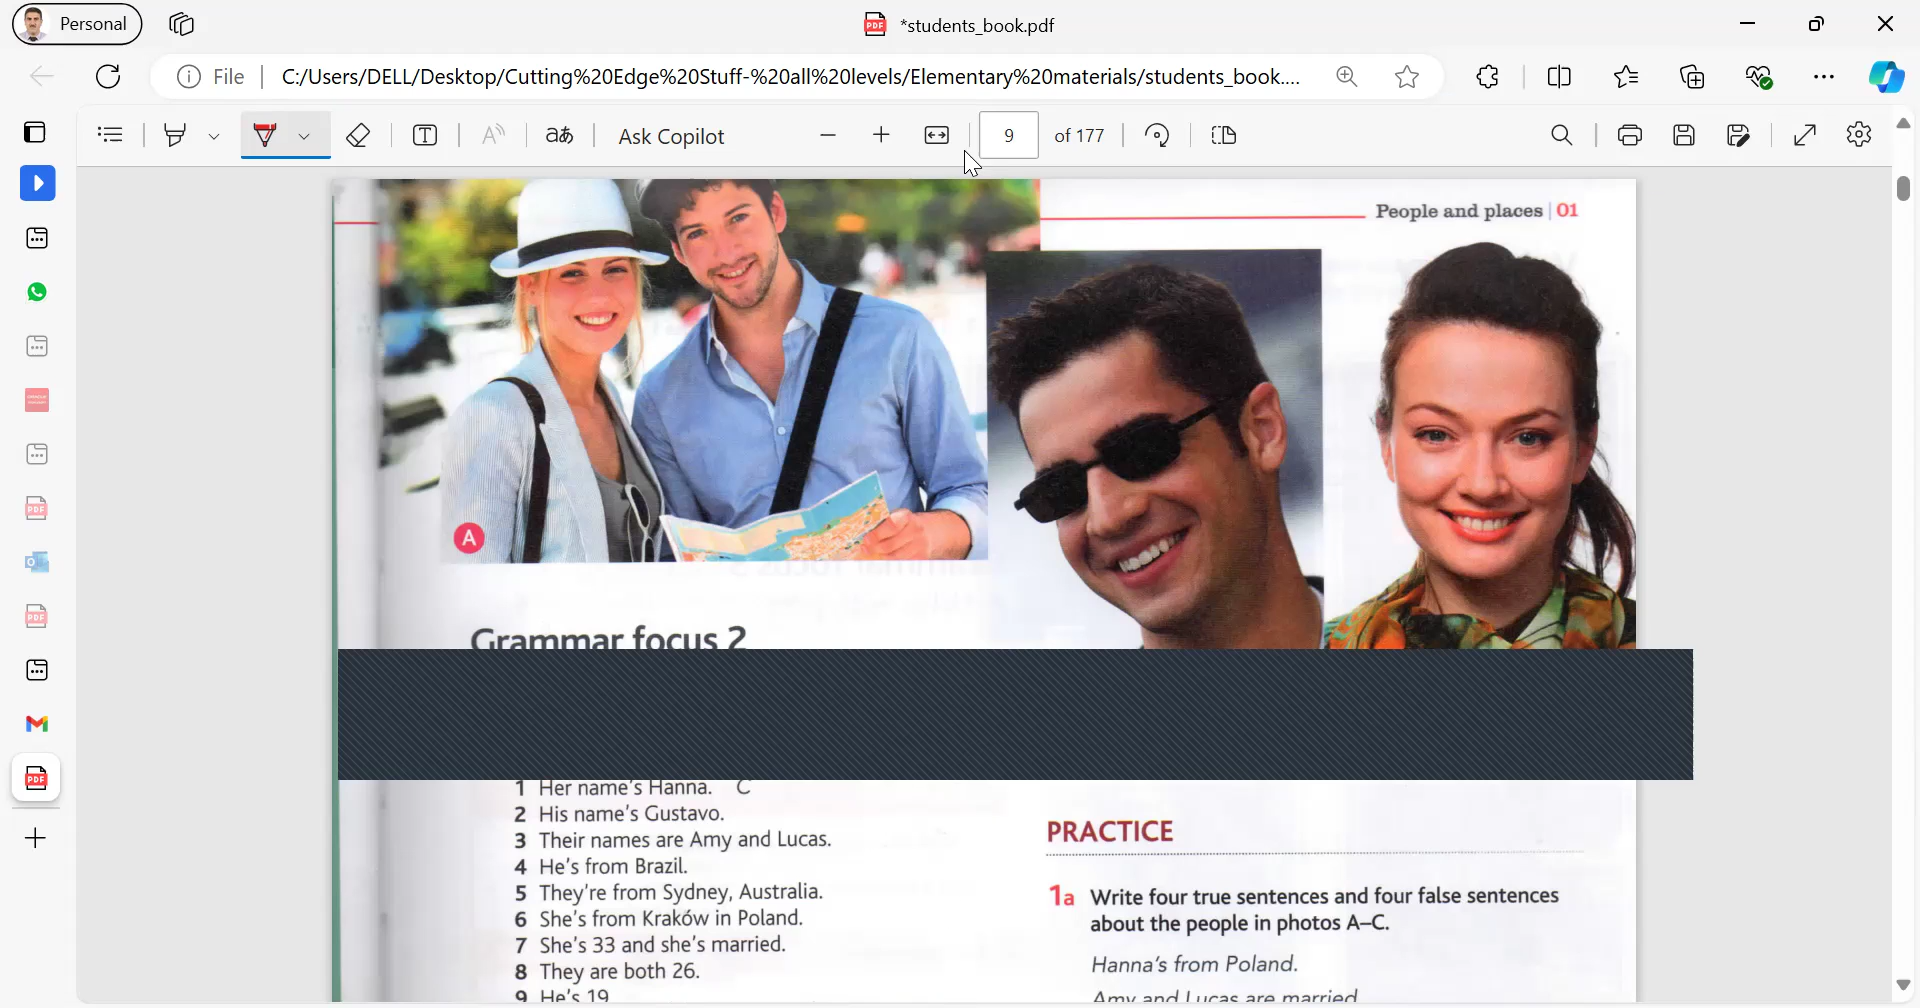 Personal
*students_book.pdf
File
C:/Users/DELL/Desktop/Cutting%20Edge%20Stuff-%20all%20levels/Elementary%20materials/students_book....
Ask Copilot
9
of 177
People and places | 01
A
Grammar focus 2
1 Her name's Hanna. C
2 His name's Gustavo.
3 Their names are Amy and Lucas.
4 He's from Brazil.
5 They're from Sydney, Australia.
6 She's from Kraków in Poland.
7 She's 33 and she's married.
8 They are both 26.
9 He's 19
PRACTICE
1a Write four true sentences and four false sentences
about the people in photos A–C.
Hanna's from Poland.
Amy and Lucas are married